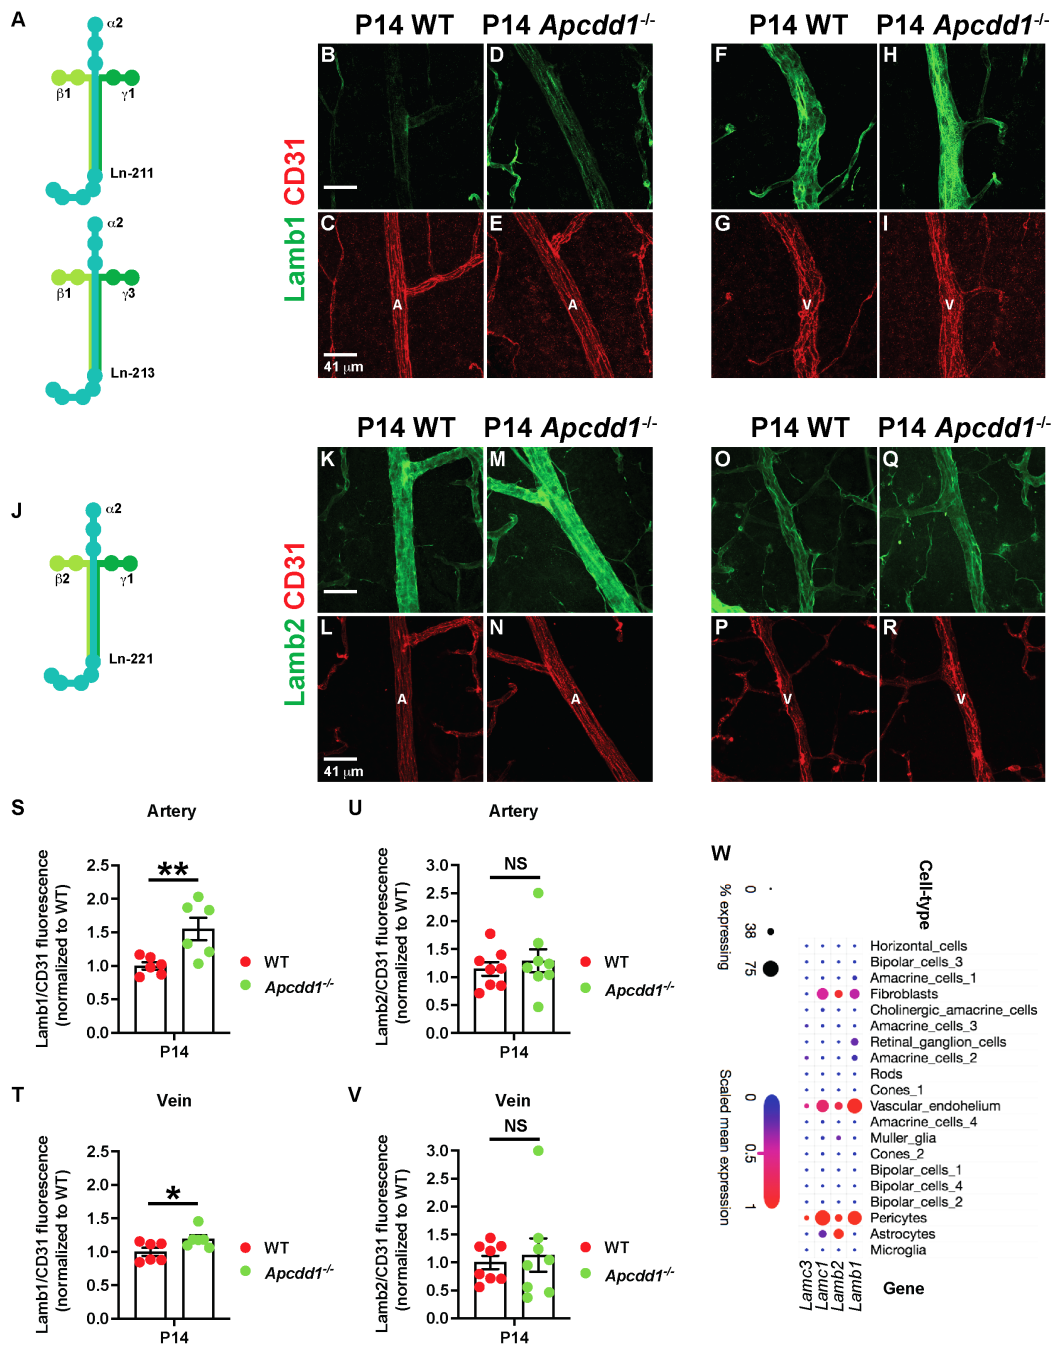 A
α2
β1
γ1
Ln-211
α2
β1
γ3
Ln-213
P14 WT
P14 Apcdd1-/-
P14 WT
P14 Apcdd1-/-
Lamb1 CD31
B
D
F
H
C
E
G
I
A
A
V
V
41 μm
J
α2
β2
γ1
Ln-221
P14 WT
P14 Apcdd1-/-
P14 WT
P14 Apcdd1-/-
Lamb2 CD31
K
M
O
Q
L
N
P
R
A
A
V
V
41 μm
S
Artery
Lamb1/CD31 fluorescence
(normalized to WT)
2.5
2.0
1.5
1.0
0.5
0.0
**
P14
WT
Apcdd1-/-
U
Artery
Lamb2/CD31 fluorescence
(normalized to WT)
3.0
2.5
2.0
1.5
1.0
0.5
0.0
NS
P14
WT
Apcdd1-/-
T
Vein
Lamb1/CD31 fluorescence
(normalized to WT)
2.5
2.0
1.5
1.0
0.5
0.0
*
P14
WT
Apcdd1-/-
V
Vein
Lamb2/CD31 fluorescence
(normalized to WT)
3.0
2.5
2.0
1.5
1.0
0.5
0.0
NS
P14
WT
Apcdd1-/-
W
% expressing
0
38
75
Scaled mean expression
0
0.5
1
Cell-type
Horizontal_cells
Bipolar_cells_3
Amacrine_cells_1
Fibroblasts
Cholinergic_amacrine_cells
Amacrine_cells_3
Retinal_ganglion_cells
Amacrine_cells_2
Rods
Cones_1
Vascular_endohelium
Amacrine_cells_4
Muller_glia
Cones_2
Bipolar_cells_1
Bipolar_cells_4
Bipolar_cells_2
Pericytes
Astrocytes
Microglia
Lamc3
Lamc1
Lamb2
Lamb1
Gene